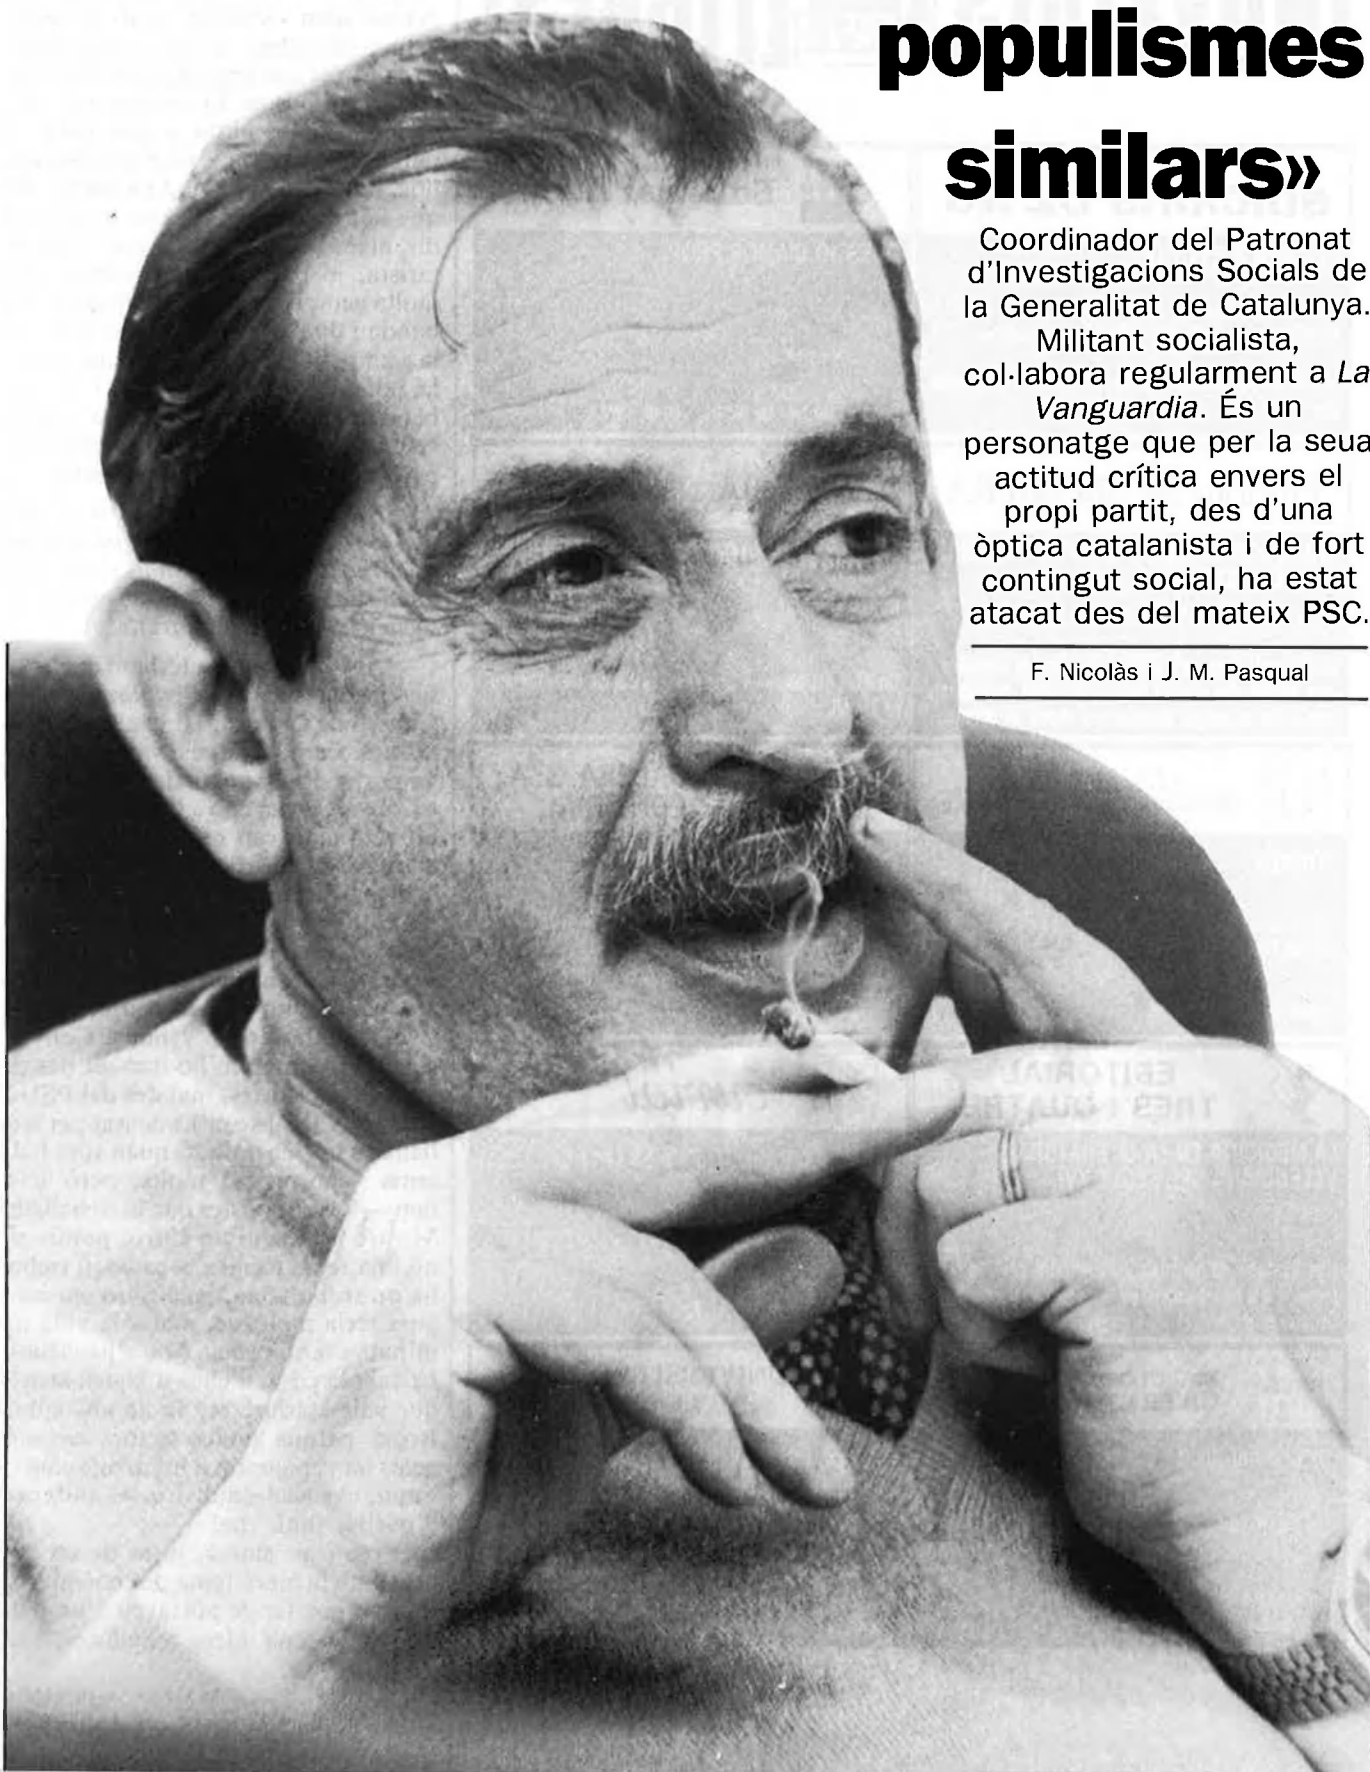 populismes
similars»
Coordinador del Patronat
d'Investigacions Socials de
la Generalitat de Catalunya.
Militant socialista,
col·labora regularment a La
Vanguardia. És un
personatge que per la seua
actitud crítica envers el
propi partit, des d'una
òptica catalanista i de fort
contingut social, ha estat
atacat des del mateix PSC.
F. Nicolàs i J. M. Pasqual